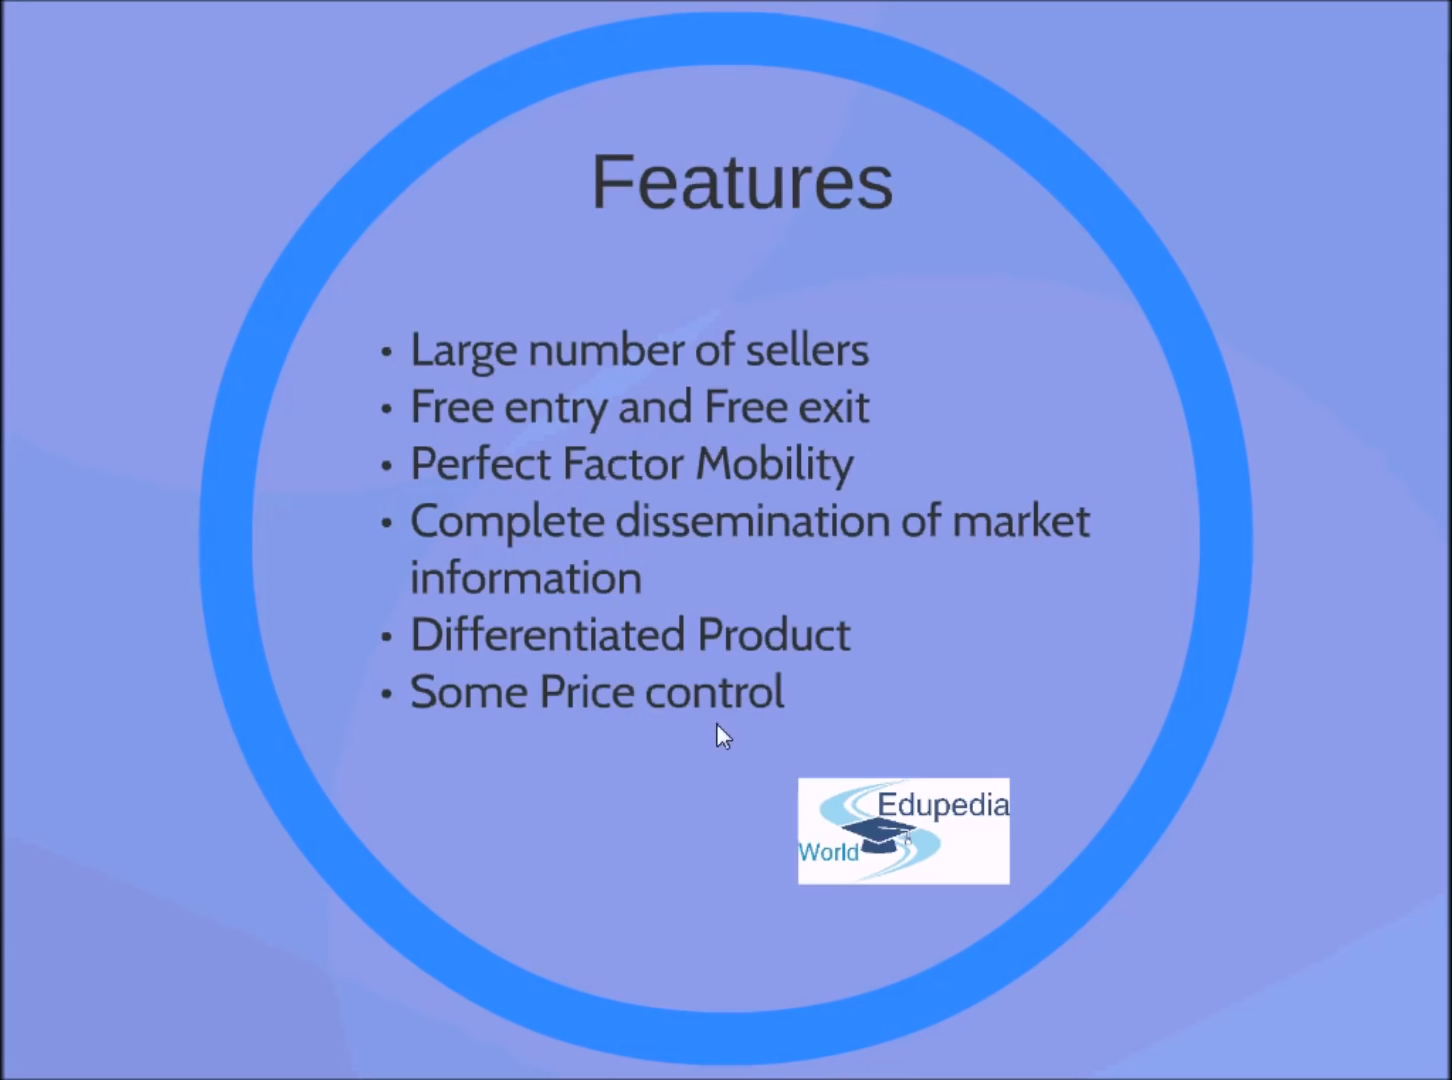 Features
• Large number of sellers
• Free entry and Free exit
• Perfect Factor Mobility
• Complete dissemination of market
information
• Differentiated Product
• Some Price control
Edupedia
World